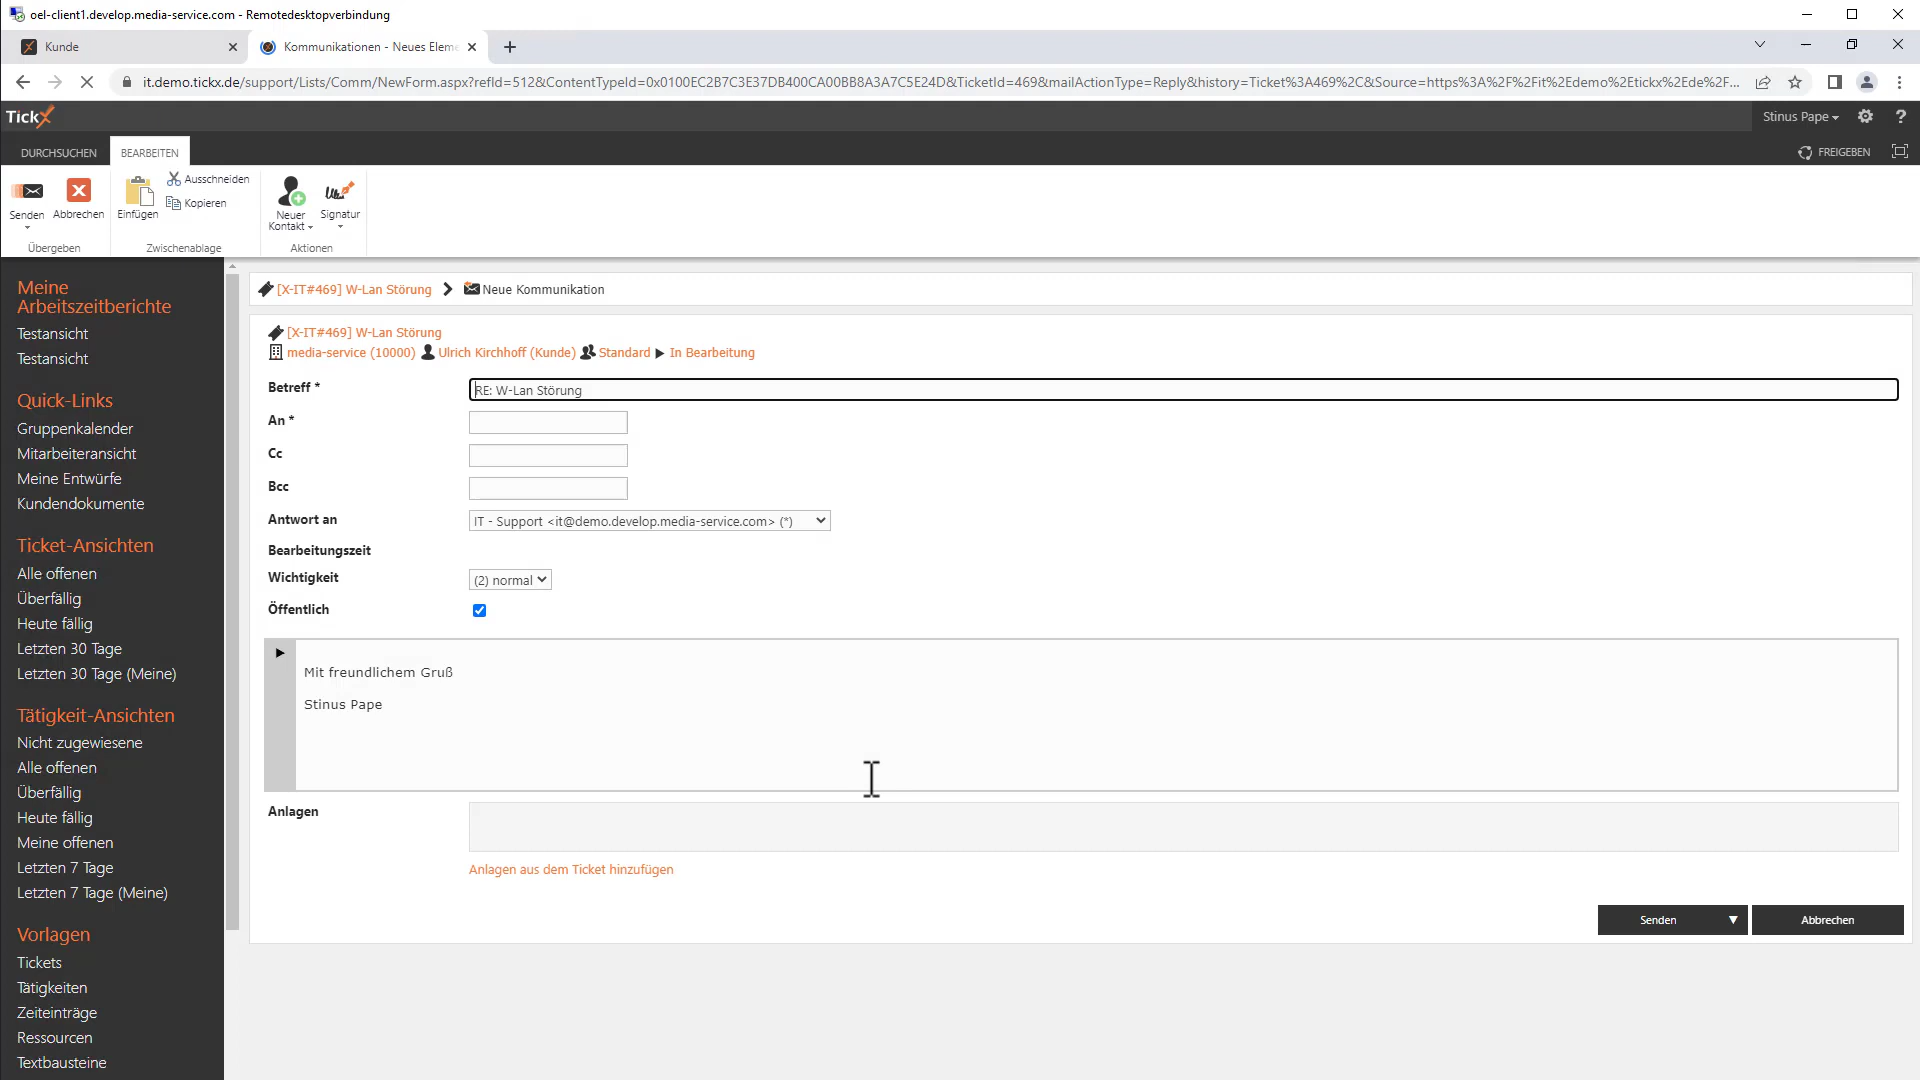 oel-client1.develop.media-service.com - Remotedesktopverbindung
Kunde
Kommunikationen - Neues Eleme
it.demo.tickx.de/support/Lists/Comm/NewForm.aspx?refId=512&ContentTypeId=0x0100EC2B7C3E37DB400CA00BB8A3A7C5E24D&TicketId=469&mailActionType=Reply&history=Ticket%3A469%2C&Source=https%3A%2F%2Fit%2Edemo%2Etickx%2Ede%2F...
TickX
Stinus Pape
?
DURCHSUCHEN
BEARBEITEN
FREIGEBEN
Senden
Abbrechen
Einfügen
Ausschneiden
Kopieren
Neuer Kontakt
Signatur
Übergeben
Zwischenablage
Aktionen
Meine
Arbeitszeitberichte
Testansicht
Testansicht
Quick-Links
Gruppenkalender
Mitarbeiteransicht
Meine Entwürfe
Kundendokumente
Ticket-Ansichten
Alle offenen
Überfällig
Heute fällig
Letzten 30 Tage
Letzten 30 Tage (Meine)
Tätigkeit-Ansichten
Nicht zugewiesene
Alle offenen
Überfällig
Heute fällig
Meine offenen
Letzten 7 Tage
Letzten 7 Tage (Meine)
Vorlagen
Tickets
Tätigkeiten
Zeiteinträge
Ressourcen
Textbausteine
[X-IT#469] W-Lan Störung > Neue Kommunikation
[X-IT#469] W-Lan Störung
media-service (10000) Ulrich Kirchhoff (Kunde) Standard In Bearbeitung
Betreff * RE: W-Lan Störung
An *
Cc
Bcc
Antwort an IT - Support <it@demo.develop.media-service.com> (*)
Bearbeitungszeit
Wichtigkeit (2) normal
Öffentlich
Mit freundlichem Gruß
Stinus Pape
Anlagen
Anlagen aus dem Ticket hinzufügen
Senden
Abbrechen